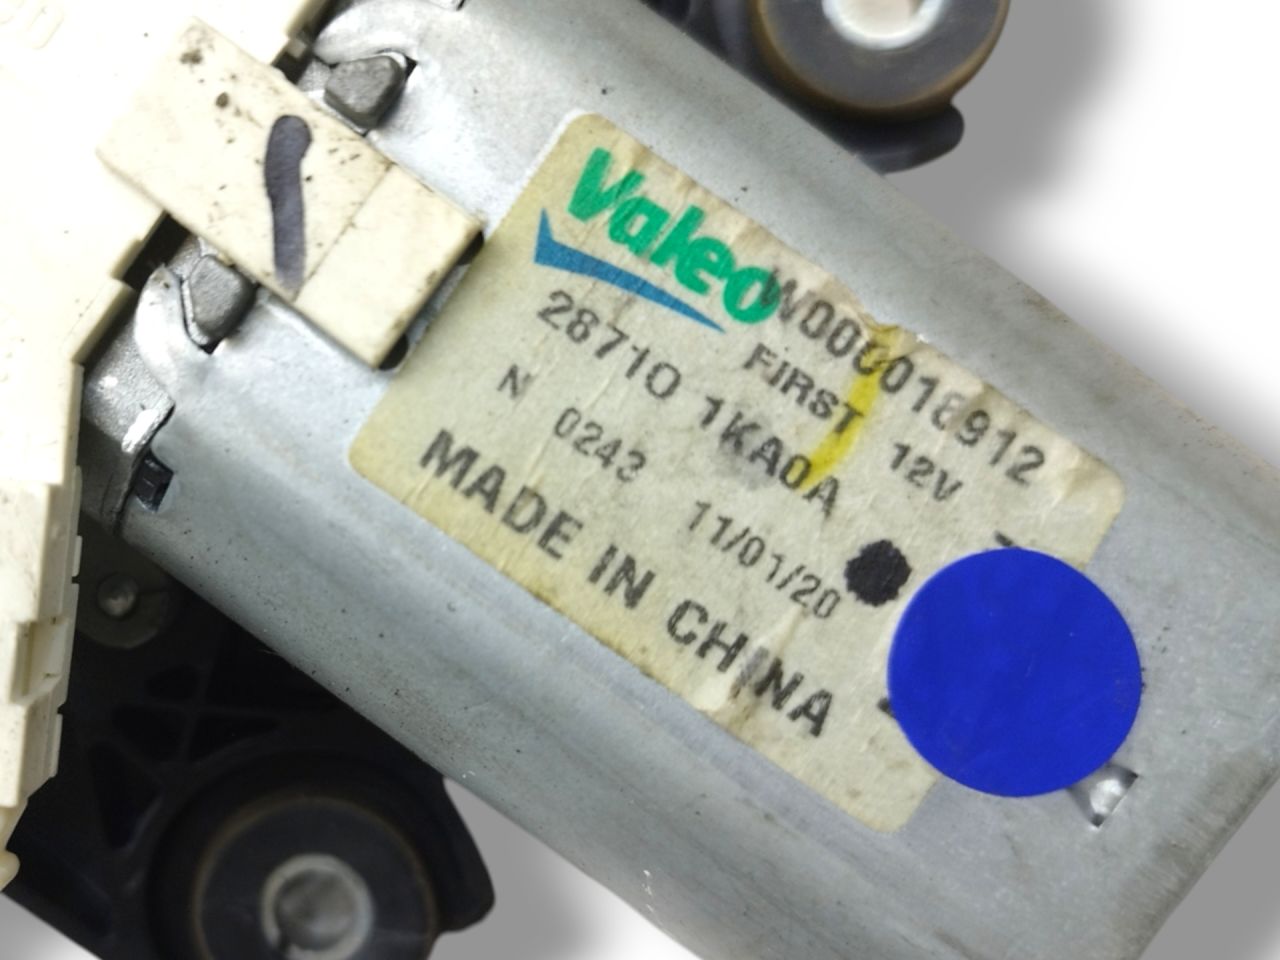 Valeo
W000018912
FIRST 12V
28710 1KA0A
N 0243 11/01/20
MADE IN CHINA